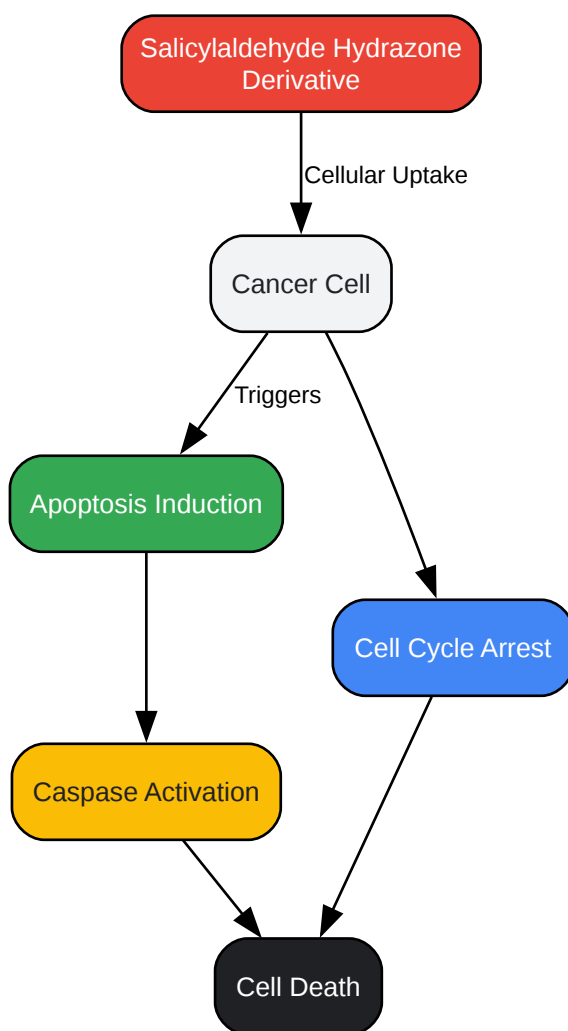 Salicylaldehyde Hydrazone
Derivative
Cellular Uptake
Cancer Cell
Triggers
Apoptosis Induction
Cell Cycle Arrest
Caspase Activation
Cell Death